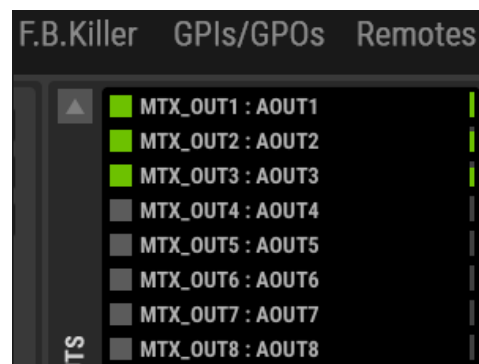 F.B.Killer GPIs/GPOs Remotes
MTX_OUT1 : AOUT1
MTX_OUT2 : AOUT2
MTX_OUT3 : AOUT3
MTX_OUT4 : AOUT4
MTX_OUT5 : AOUT5
MTX_OUT6 : AOUT6
MTX_OUT7 : AOUT7
MTX_OUT8 : AOUT8
TS